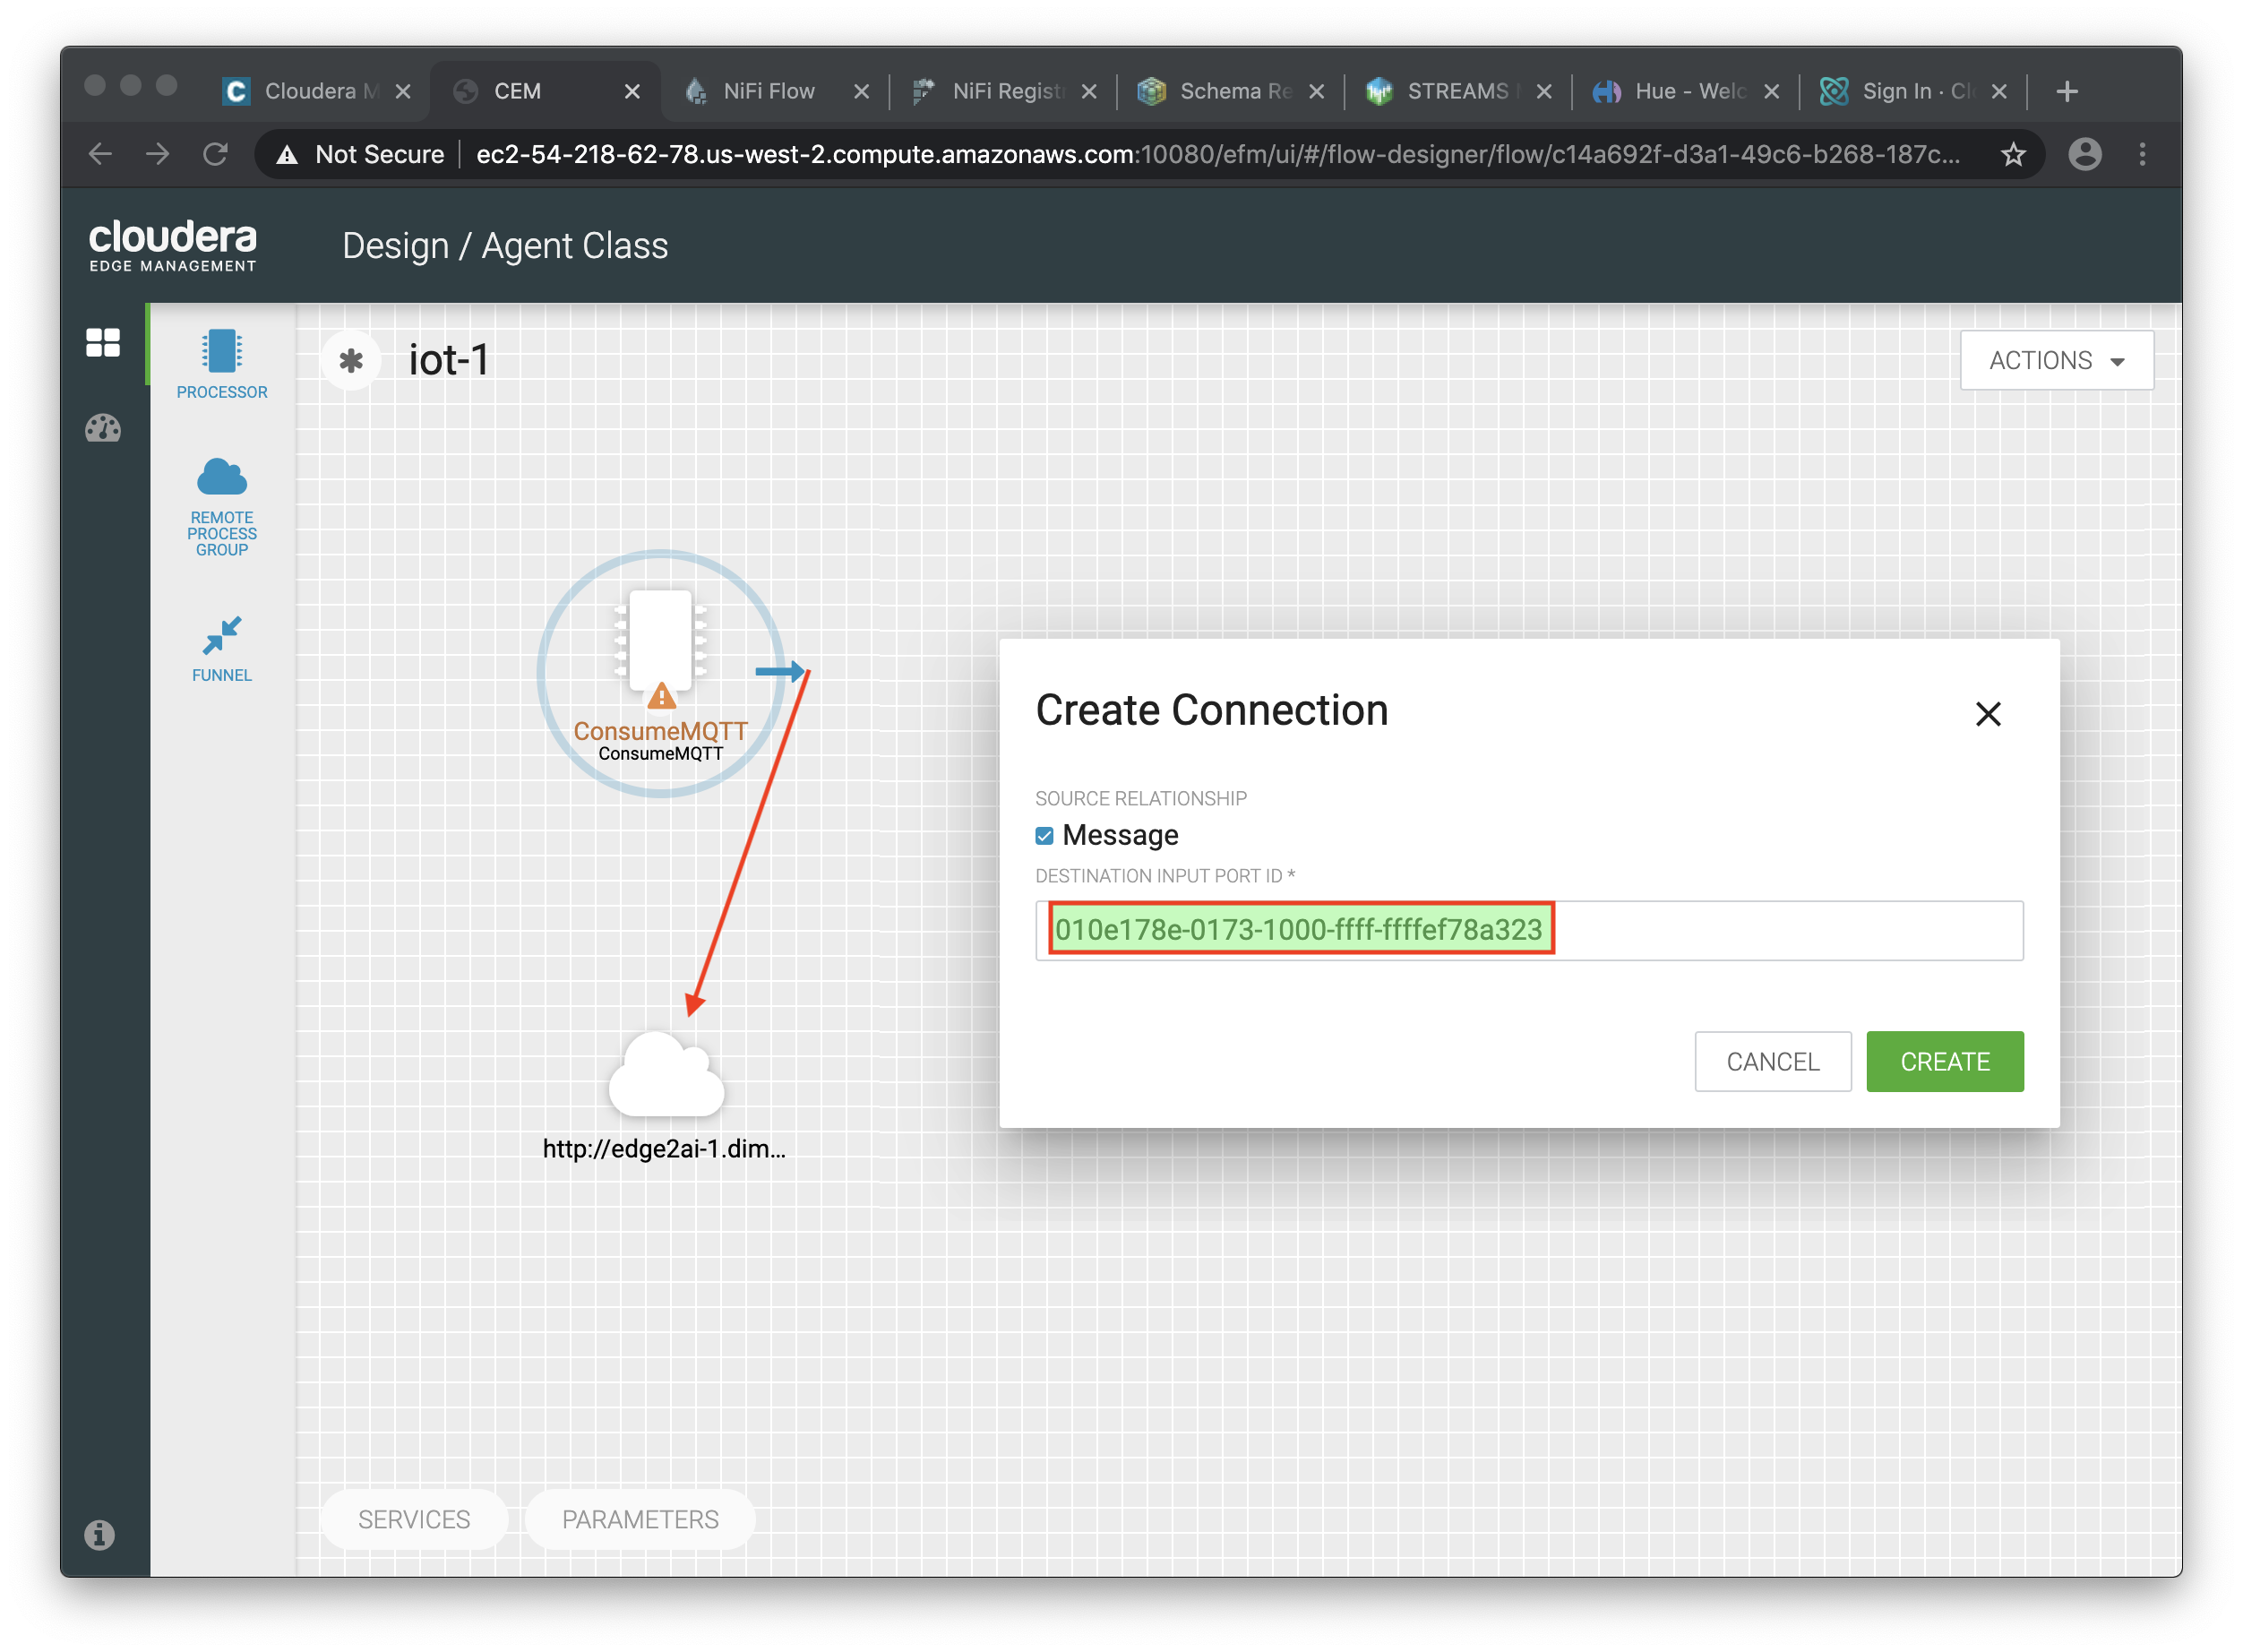 Cloudera M
CEM
NiFi Flow
NiFi Regist
Schema Re
STREAMS
Hue - Welc
Sign In · Clo
Not Secure
ec2-54-218-62-78.us-west-2.compute.amazonaws.com:10080/efm/ui/#/flow-designer/flow/c14a692f-d3a1-49c6-b268-187c...
cloudera
EDGE MANAGEMENT
Design / Agent Class
PROCESSOR
REMOTE
PROCESS
GROUP
FUNNEL
iot-1
ACTIONS
ConsumeMQTT
ConsumeMQTT
http://edge2ai-1.dim...
Create Connection
SOURCE RELATIONSHIP
Message
DESTINATION INPUT PORT ID *
010e178e-0173-1000-ffff-ffffef78a323
CANCEL
CREATE
SERVICES
PARAMETERS